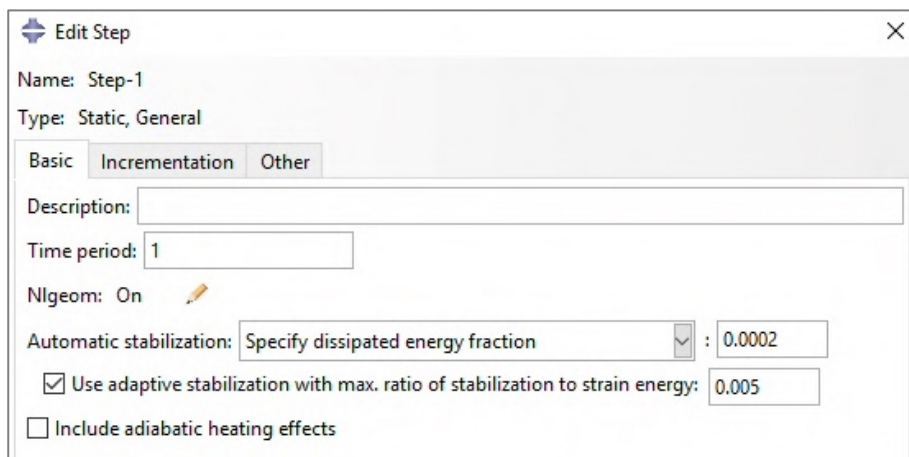 Edit Step
Name: Step-1
Type: Static, General
Basic Incrementation Other
Description:
Time period: 1
Nlgeom: On
Automatic stabilization: Specify dissipated energy fraction : 0.0002
Use adaptive stabilization with max. ratio of stabilization to strain energy: 0.005
Include adiabatic heating effects